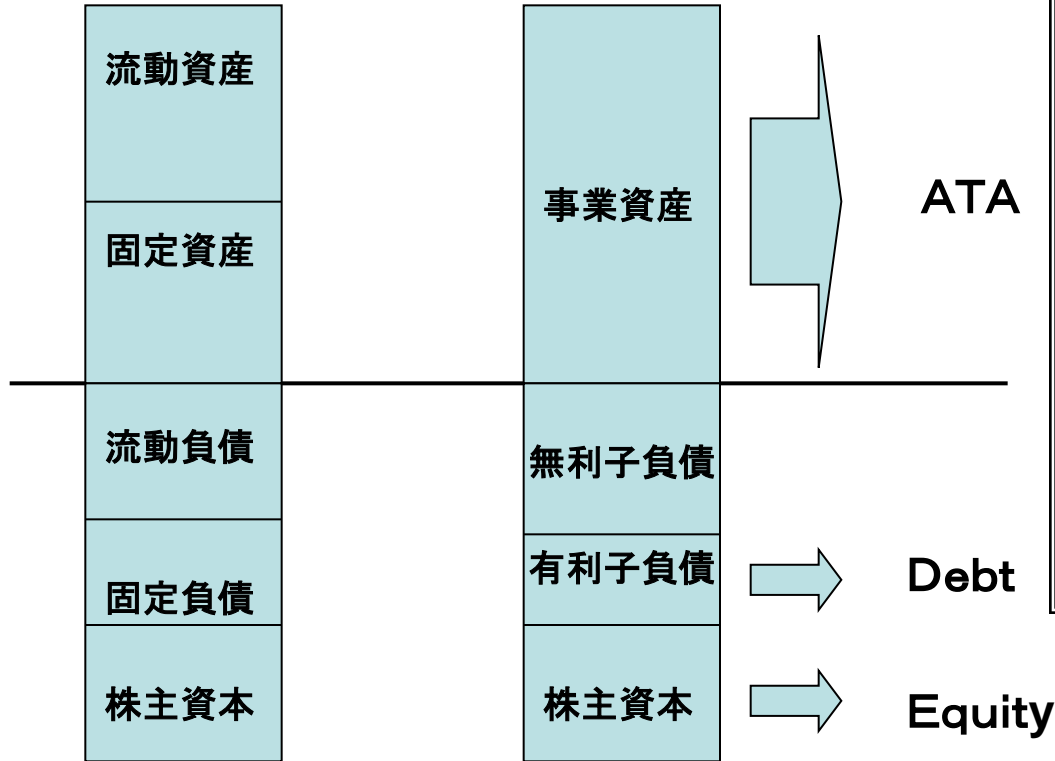 流動資産
固定資産
流動負債
固定負債
株主資本
事業資産
無利子負債
有利子負債
株主資本
ATA
Debt
Equity